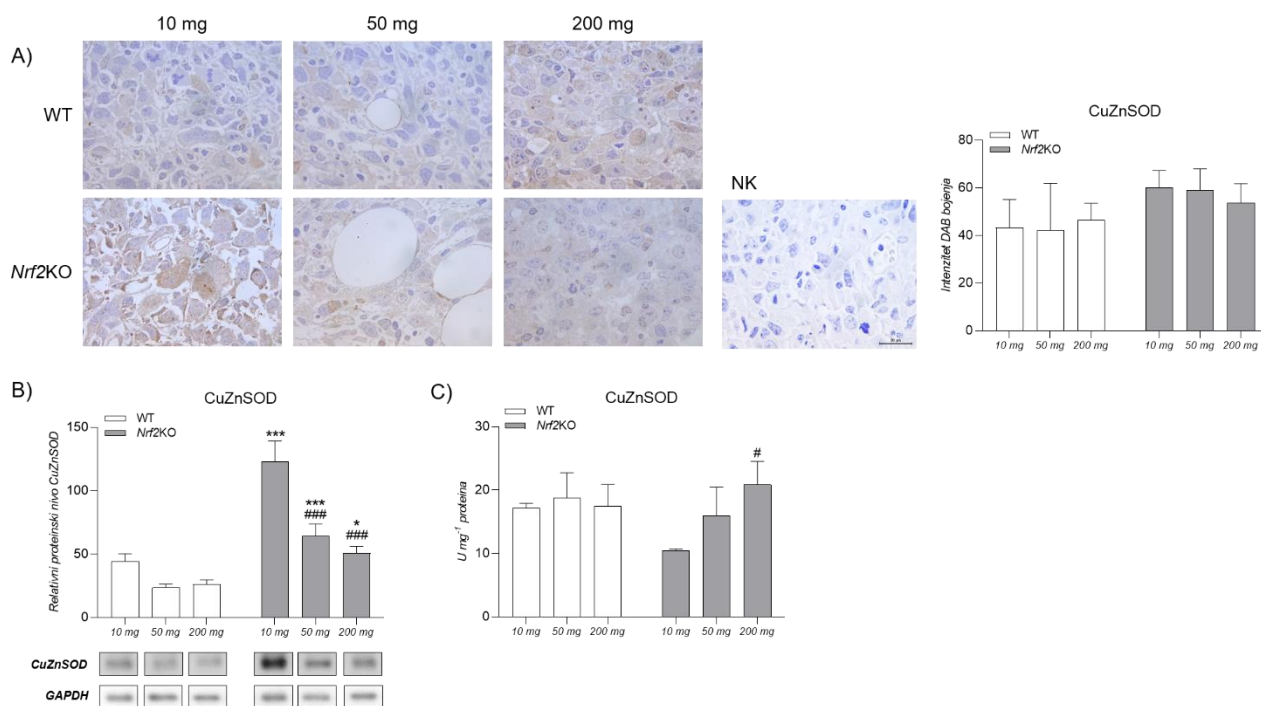 10 mg 50 mg 200 mg
A)
WT
Nrf2KO
NK
CuZnSOD
WT
Nrf2KO
Intenzitet DAB bojenja
80
60
40
20
0
10 mg 50 mg 200 mg 10 mg 50 mg 200 mg
B)
CuZnSOD
WT
Nrf2KO
Relativni proteinski nivo CuZnSOD
150
100
50
0
***
***
###
*
###
10 mg 50 mg 200 mg 10 mg 50 mg 200 mg
CuZnSOD
GAPDH
C)
CuZnSOD
WT
Nrf2KO
U mg⁻¹ proteina
30
20
10
0
#
10 mg 50 mg 200 mg 10 mg 50 mg 200 mg